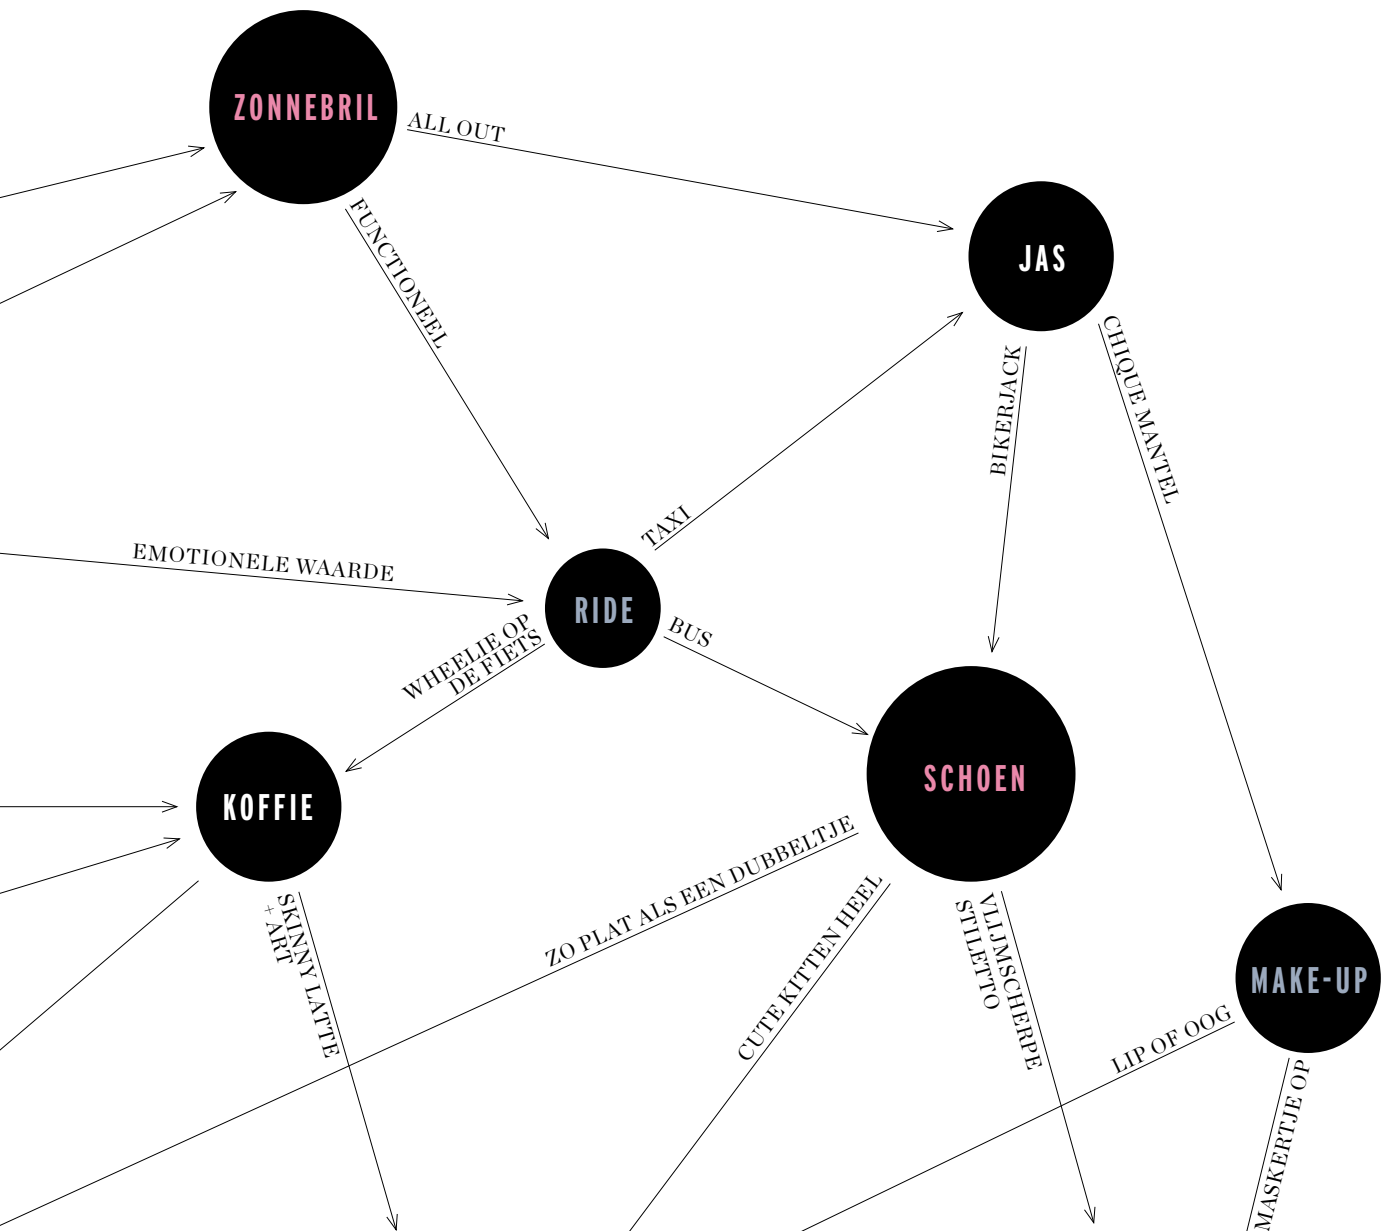 ZONNEBRIL
ALL OUT
FUNCTIONEEL
JAS
BIKERJACK
CHIQUE MANTEL
TAXI
EMOTIONELE WAARDE
RIDE
BUS
WHEELIE OP
DE FIETS
SCHOEN
KOFFIE
ZO PLAT ALS EEN DUBBELTJE
CUTE KITTEN HEEL
VLIJMSCHERPE
STILETTO
SKINNY LATTE
+ ART
MAKE-UP
LIP OF OOG
MASKERTJE OP